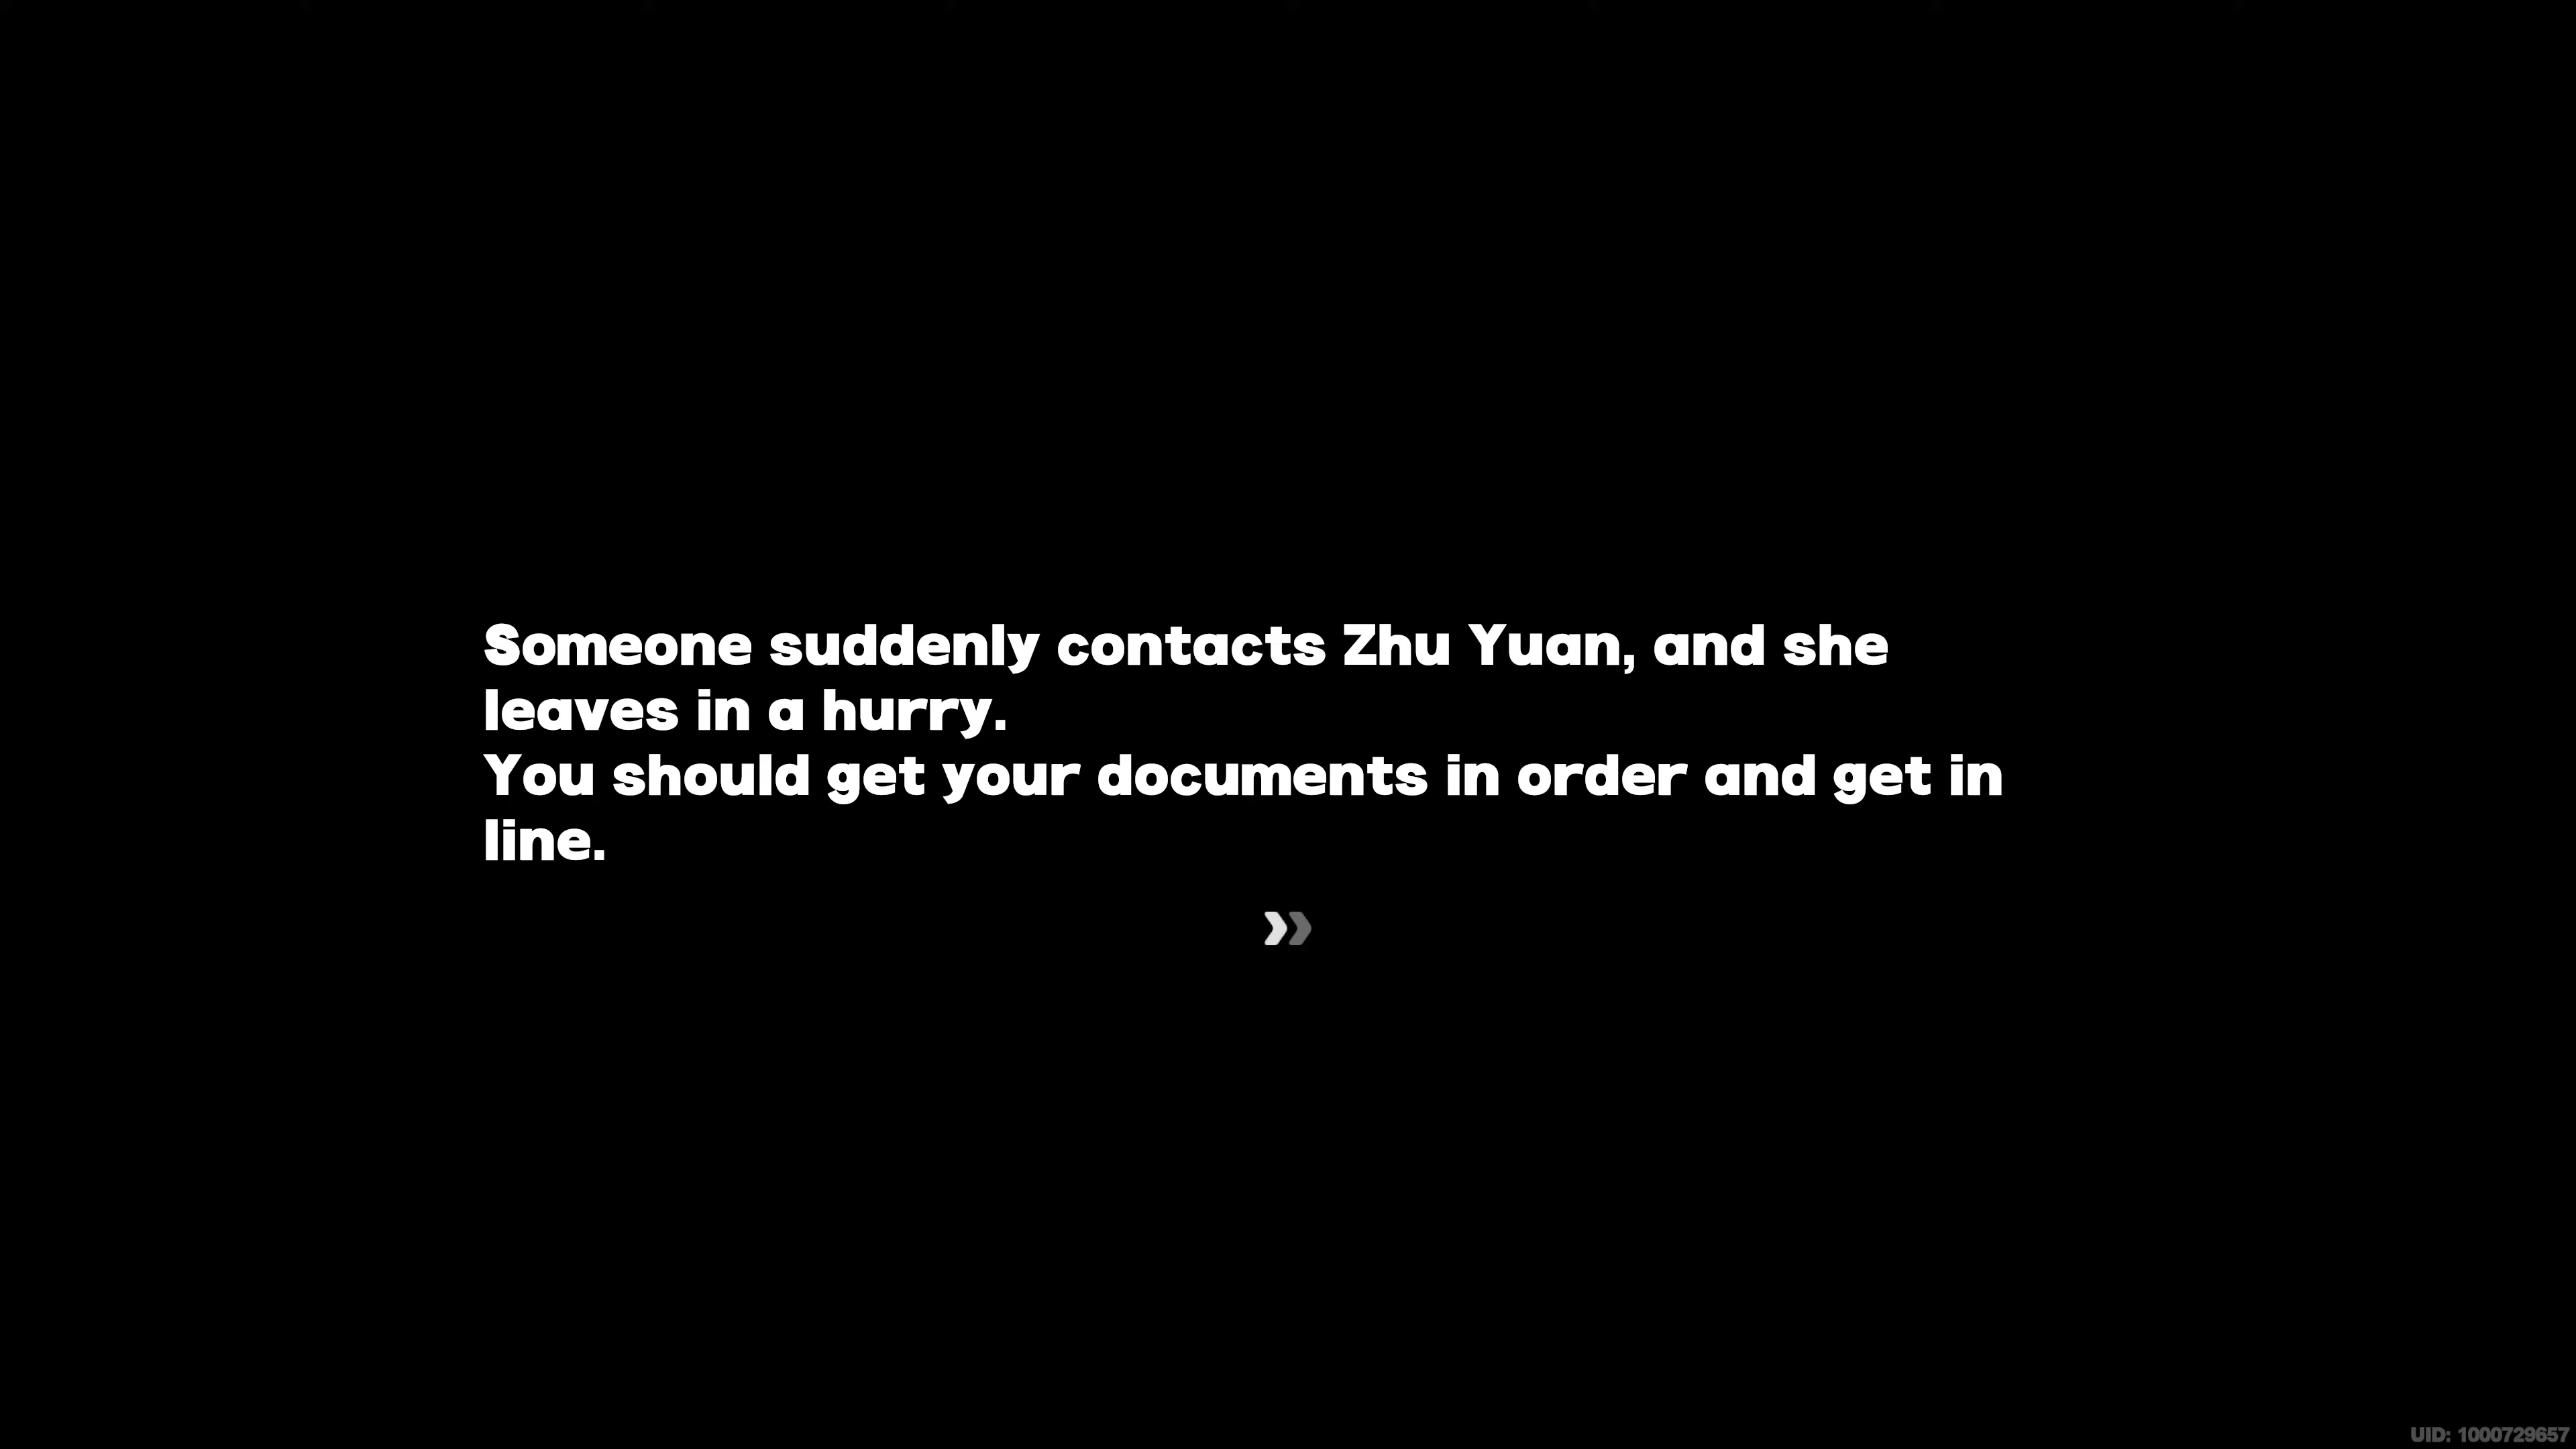 Someone suddenly contacts Zhu Yuan, and she
leaves in a hurry.
You should get your documents in order and get in
line.
UID: 1000729657